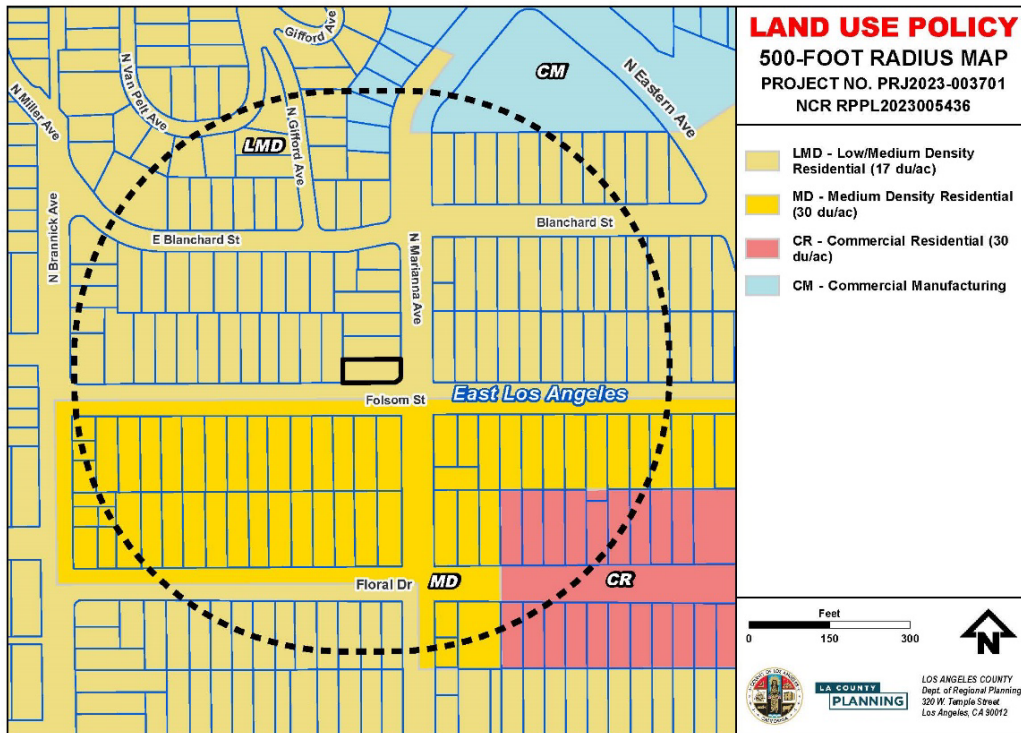 Gifford Ave
N Van Pelt Ave
N Miller Ave
N Gifford Ave
CM
N Eastern Ave
LMD
N Brannick Ave
E Blanchard St
Blanchard St
N Marianna Ave
Folsom St
East Los Angeles
Floral Dr
MD
CR
LAND USE POLICY
500-FOOT RADIUS MAP
PROJECT NO. PRJ2023-003701
NCR RPPL2023005436
LMD - Low/Medium Density
Residential (17 du/ac)
MD - Medium Density Residential
(30 du/ac)
CR - Commercial Residential (30
du/ac)
CM - Commercial Manufacturing
Feet
0 150 300
N
LA COUNTY
PLANNING
LOS ANGELES COUNTY
Dept. of Regional Planning
320 W. Temple Street
Los Angeles, CA 90012